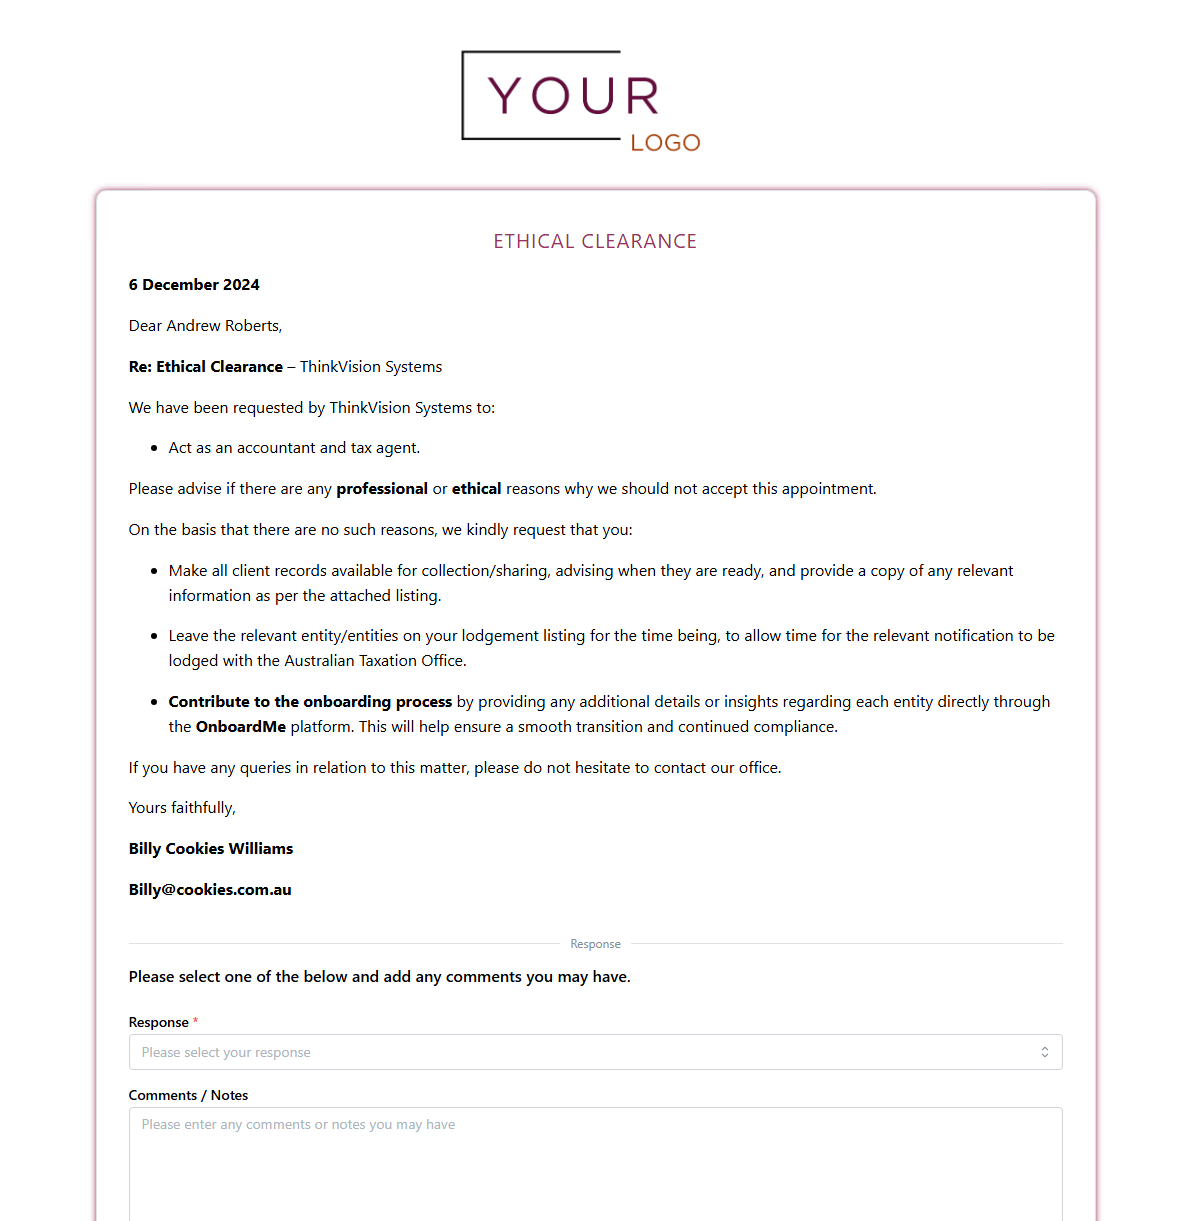 YOUR
LOGO
ETHICAL CLEARANCE
6 December 2024
Dear Andrew Roberts,
Re: Ethical Clearance – ThinkVision Systems
We have been requested by ThinkVision Systems to:
• Act as an accountant and tax agent.
Please advise if there are any professional or ethical reasons why we should not accept this appointment.
On the basis that there are no such reasons, we kindly request that you:
• Make all client records available for collection/sharing, advising when they are ready, and provide a copy of any relevant
information as per the attached listing.
• Leave the relevant entity/entities on your lodgement listing for the time being, to allow time for the relevant notification to be
lodged with the Australian Taxation Office.
• Contribute to the onboarding process by providing any additional details or insights regarding each entity directly through
the OnboardMe platform. This will help ensure a smooth transition and continued compliance.
If you have any queries in relation to this matter, please do not hesitate to contact our office.
Yours faithfully,
Billy Cookies Williams
Billy@cookies.com.au
Response
Please select one of the below and add any comments you may have.
Response *
Please select your response
Comments / Notes
Please enter any comments or notes you may have